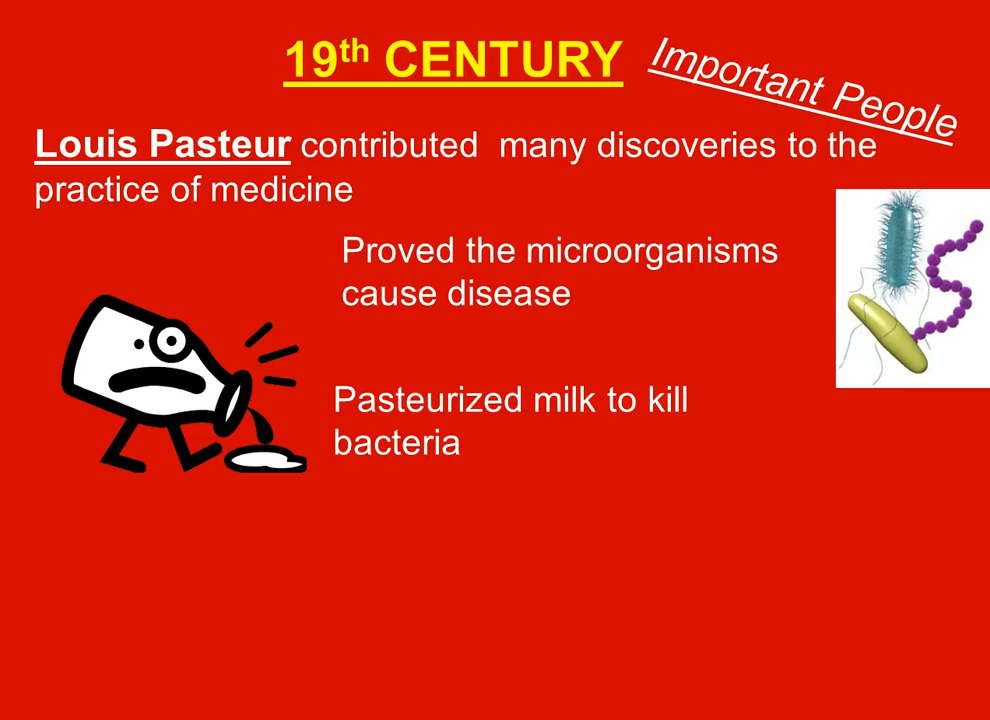 19th CENTURY
Important People
Louis Pasteur contributed  many discoveries to the
practice of medicine
Proved the microorganisms
cause disease
Pasteurized milk to kill
bacteria